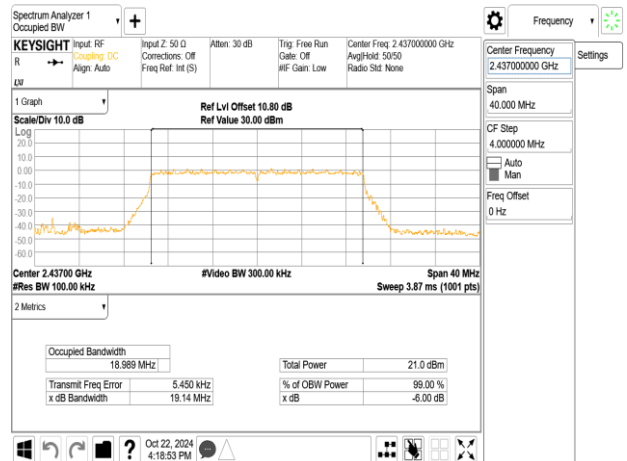 Spectrum Analyzer 1
Occupied BW
Frequency
KEYSIGHT
R
LXI
Input: RF
Coupling: DC
Align: Auto
Input Z: 50 Ω
Corrections: Off
Freq Ref: Int (S)
Atten: 30 dB
Trig: Free Run
Gate: Off
#IF Gain: Low
Center Freq: 2.437000000 GHz
Avg|Hold: 50/50
Radio Std: None
Center Frequency
2.437000000 GHz
Settings
Span
40.000 MHz
CF Step
4.000000 MHz
Auto
Man
Freq Offset
0 Hz
1 Graph
Scale/Div 10.0 dB
Ref Lvl Offset 10.80 dB
Ref Value 30.00 dBm
Log
20.0
10.0
0.00
-10.0
-20.0
-30.0
-40.0
-50.0
-60.0
Center 2.43700 GHz
#Res BW 100.00 kHz
#Video BW 300.00 kHz
Span 40 MHz
Sweep 3.87 ms (1001 pts)
2 Metrics
Occupied Bandwidth
18.989 MHz
Transmit Freq Error 5.450 kHz
x dB Bandwidth 19.14 MHz
Total Power 21.0 dBm
% of OBW Power 99.00 %
x dB -6.00 dB
?
Oct 22, 2024
4:18:53 PM